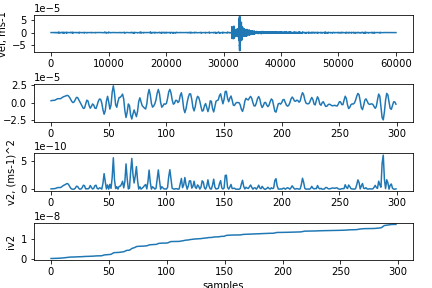 1e−5
vel, ms-1
5
0
−5
0 10000 20000 30000 40000 50000 60000
1e−5
2.5
0.0
−2.5
0 50 100 150 200 250 300
1e−10
v2, (ms-1)^2
5
0
0 50 100 150 200 250 300
1e−8
iv2
1
0
0 50 100 150 200 250 300
samples